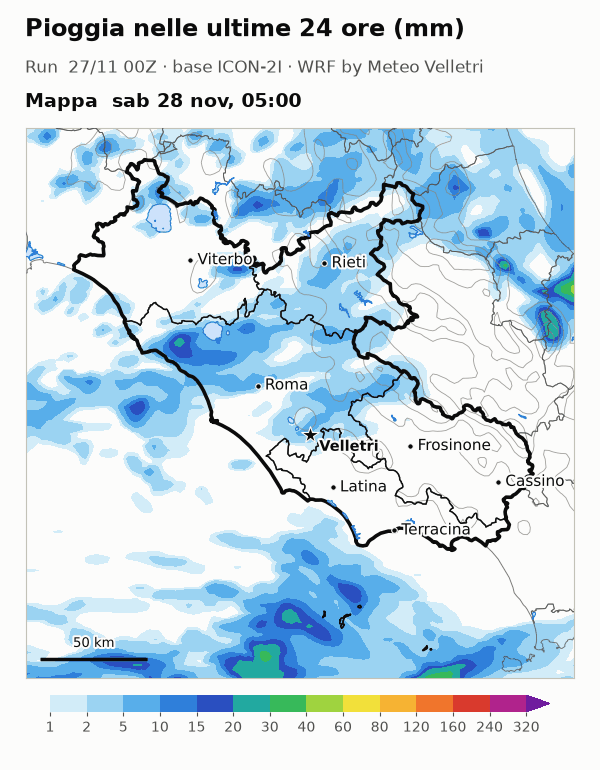 Pioggia nelle ultime 24 ore (mm)
Run  27/11 00Z · base ICON-2I · WRF by Meteo Velletri
Mappa  sab 28 nov, 05:00
Viterbo
Rieti
Roma
Velletri
Frosinone
Latina
Cassino
Terracina
50 km
1 2 5 10 15 20 30 40 60 80 120 160 240 320